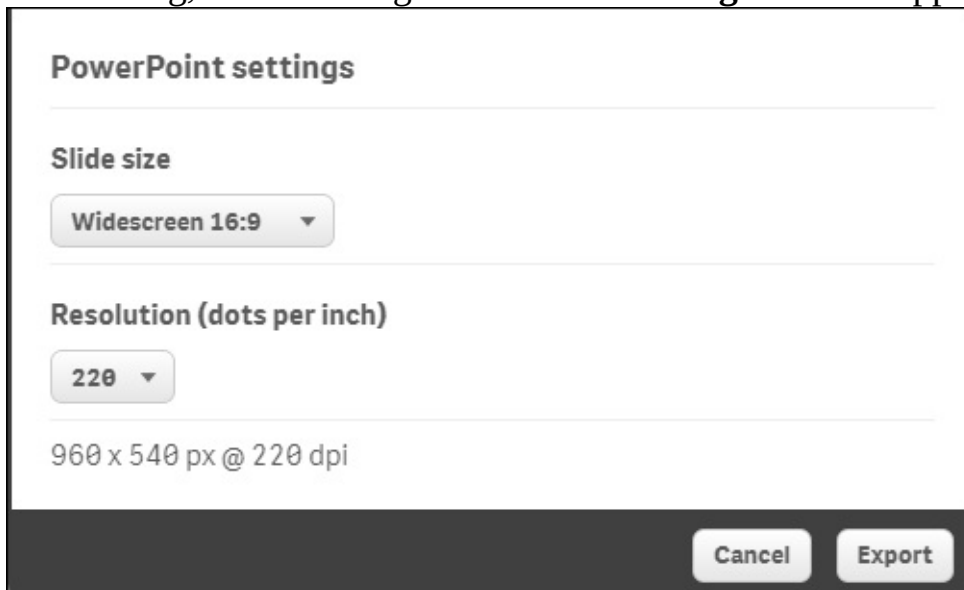 PowerPoint settings
Slide size
Widescreen 16:9
Resolution (dots per inch)
220
960 x 540 px @ 220 dpi
Cancel Export